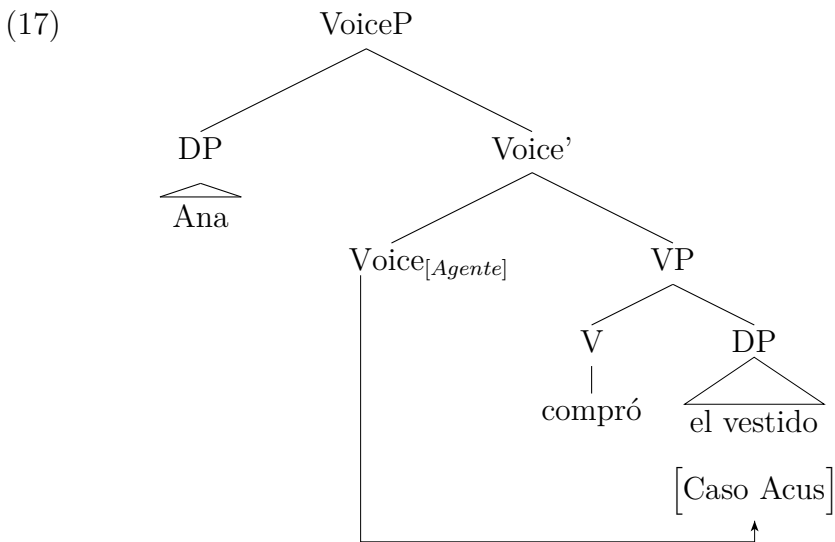 (17) VoiceP
DP Voice'
Ana
Voice[Agente] VP
V DP
compró el vestido
[Caso Acus]